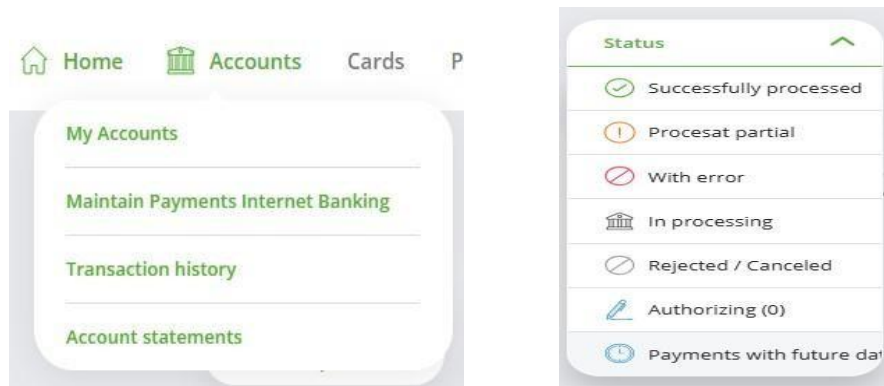 Home Accounts Cards P
My Accounts
Maintain Payments Internet Banking
Transaction history
Account statements
Status
Successfully processed
Procesat partial
With error
In processing
Rejected / Canceled
Authorizing (0)
Payments with future dat